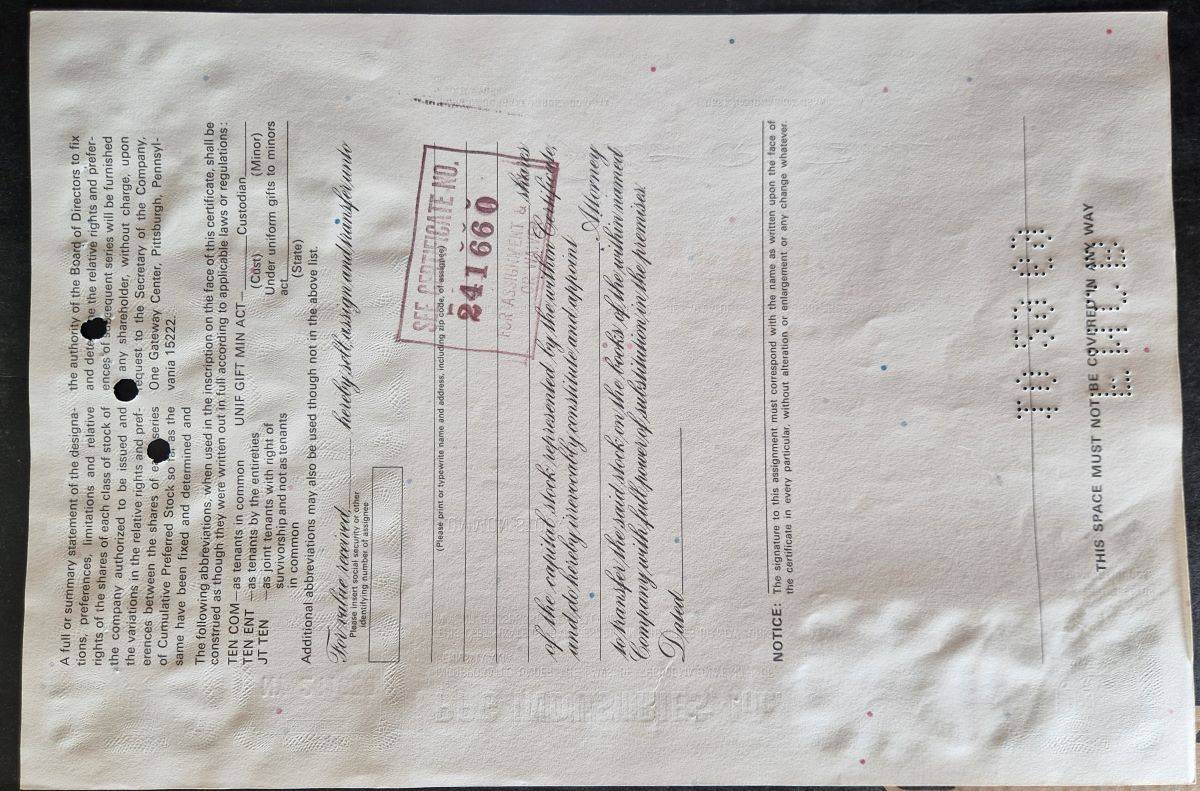 A full or summary statement of the designa-
tions, preferences, limitations and relative
rights of the shares of each class of stock of
the company authorized to be issued and
the variations in the relative rights and pref-
erences between the shares of series
of Cumulative Preferred Stock so as the
same have been fixed and determined and
the authority of the Board of Directors to fix
and the relative rights and prefer-
ences of subsequent series will be furnished
any shareholder, without charge, upon
request to the Secretary of the Company,
One Gateway Center, Pittsburgh, Pennsyl-
vania 15222.
The following abbreviations, when used in the inscription on the face of this certificate, shall be
construed as though they were written out in full according to applicable laws or regulations:
TEN COM—as tenants in common
TEN ENT —as tenants by the entireties
JT TEN —as joint tenants with right of
survivorship and not as tenants
in common
UNIF GIFT MIN ACT— Custodian
(Cust) (Minor)
Under uniform gifts to minors
act
(State)
Additional abbreviations may also be used though not in the above list.
For value received hereby sell, assign and transfer unto
Please insert social security or other
identifying number of assignee
SEE CERTIFICATE NO.
241660
FOR ASSIGNMENT &
(Please print or typewrite name and address, including zip code, of assignee)
shares
of the capital stock represented by the within Certificate,
and do hereby irrevocably constitute and appoint
Attorney
to transfer the said stock on the books of the within named
Company with full power of substitution in the premises.
Dated
NOTICE: The signature to this assignment must correspond with the name as written upon the face of
the certificate in every particular, without alteration or enlargement or any change whatever.
THIS SPACE MUST NOT BE COVERED IN ANY WAY